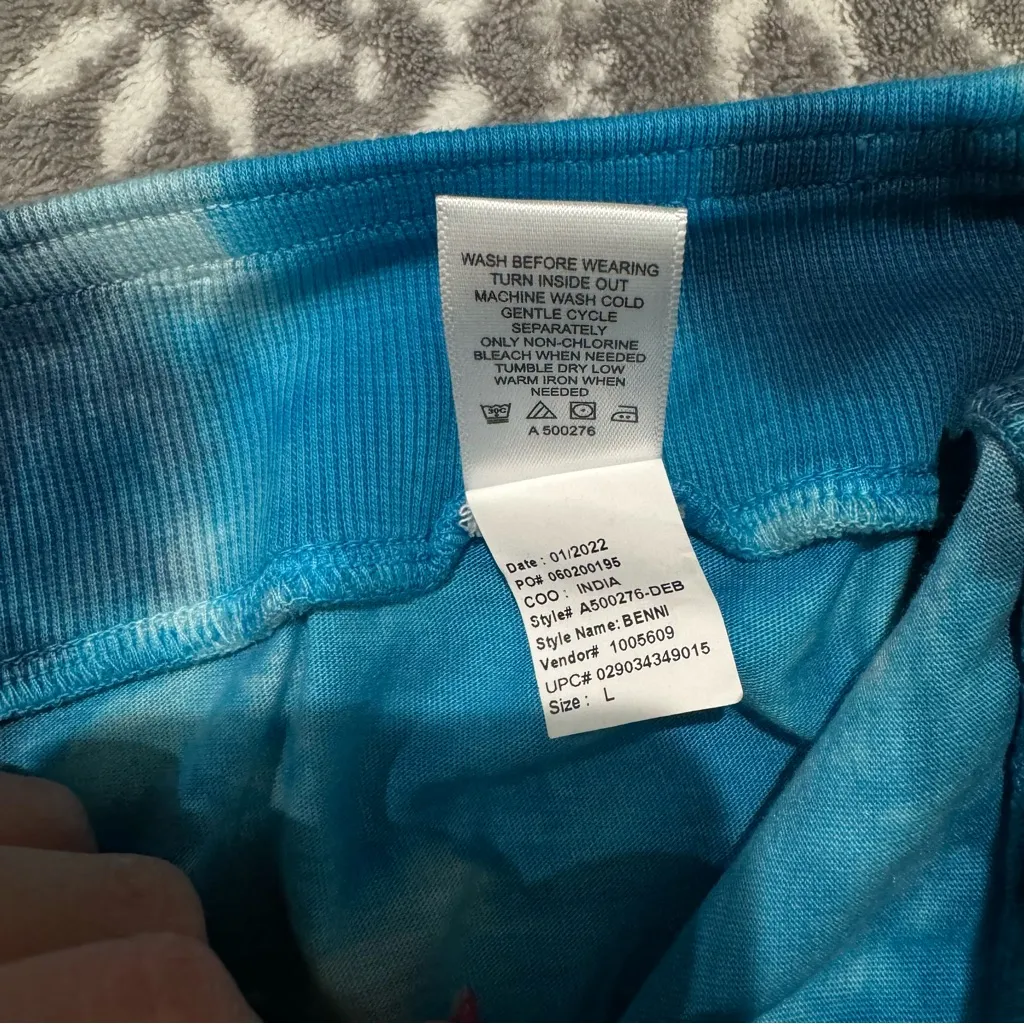 WASH BEFORE WEARING
TURN INSIDE OUT
MACHINE WASH COLD
GENTLE CYCLE
SEPARATELY
ONLY NON-CHLORINE
BLEACH WHEN NEEDED
TUMBLE DRY LOW
WARM IRON WHEN
NEEDED
30C
A 500276
Date : 01/2022
PO# 060200195
COO : INDIA
Style# A500276-DEB
Style Name: BENNI
Vendor# 1005609
UPC# 029034349015
Size : L